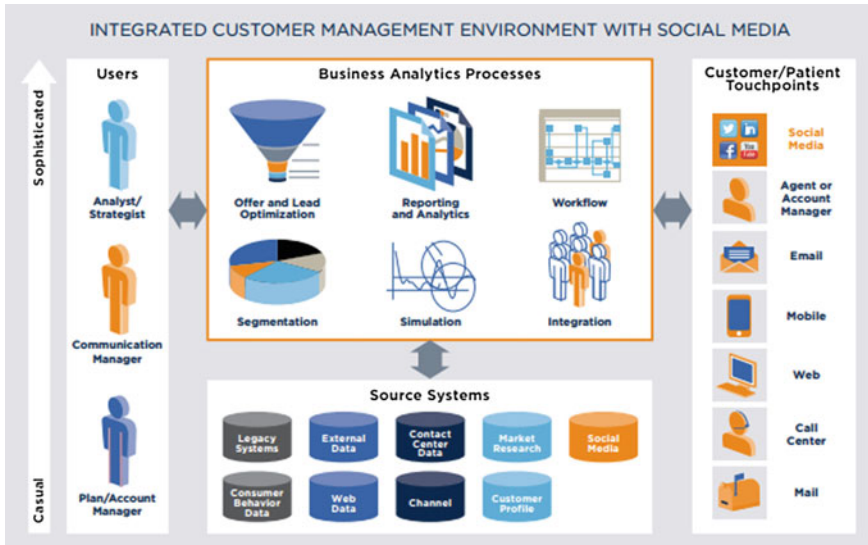 INTEGRATED CUSTOMER MANAGEMENT ENVIRONMENT WITH SOCIAL MEDIA
Sophisticated
Casual
Users
Analyst/
Strategist
Communication
Manager
Plan/Account
Manager
Business Analytics Processes
Offer and Lead
Optimization
Reporting
and Analytics
Workflow
Segmentation
Simulation
Integration
Source Systems
Legacy
Systems
External
Data
Contact
Center
Data
Market
Research
Social
Media
Consumer
Behavior
Data
Web
Data
Channel
Customer
Profile
Customer/Patient
Touchpoints
in
f
You
Tube
Social
Media
Agent or
Account
Manager
Email
Mobile
Web
Call
Center
Mail